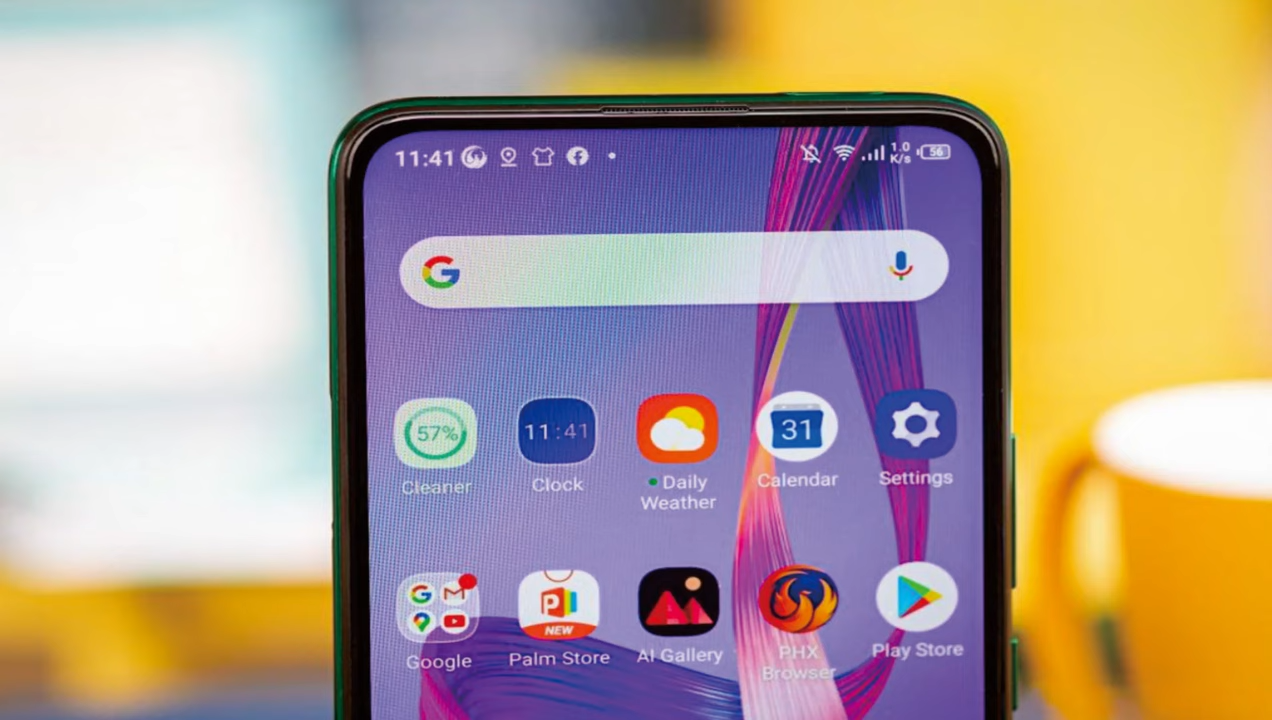 11:41
1.0
K/s
56
57%
11:41
31
Cleaner
Clock
Daily
Weather
Calendar
Settings
NEW
Google
Palm Store
AI Gallery
PHX
Browser
Play Store